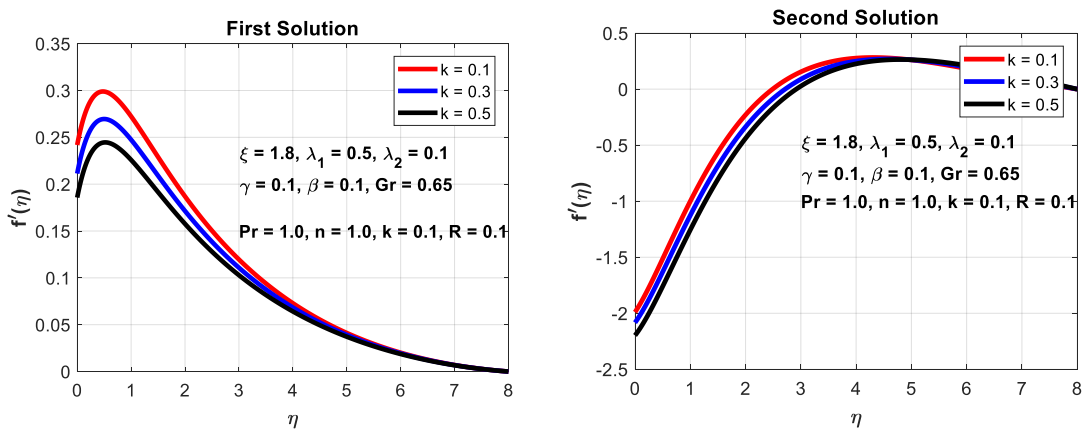 First Solution
0.35
0.3
0.25
0.2
0.15
0.1
0.05
0
f′(η)
k = 0.1
k = 0.3
k = 0.5
ξ = 1.8, λ₁ = 0.5, λ₂ = 0.1
γ = 0.1, β = 0.1, Gr = 0.65
Pr = 1.0, n = 1.0, k = 0.1, R = 0.1
0 1 2 3 4 5 6 7 8
η
Second Solution
0.5
0
-0.5
-1
-1.5
-2
-2.5
f′(η)
k = 0.1
k = 0.3
k = 0.5
ξ = 1.8, λ₁ = 0.5, λ₂ = 0.1
γ = 0.1, β = 0.1, Gr = 0.65
Pr = 1.0, n = 1.0, k = 0.1, R = 0.1
0 1 2 3 4 5 6 7 8
η